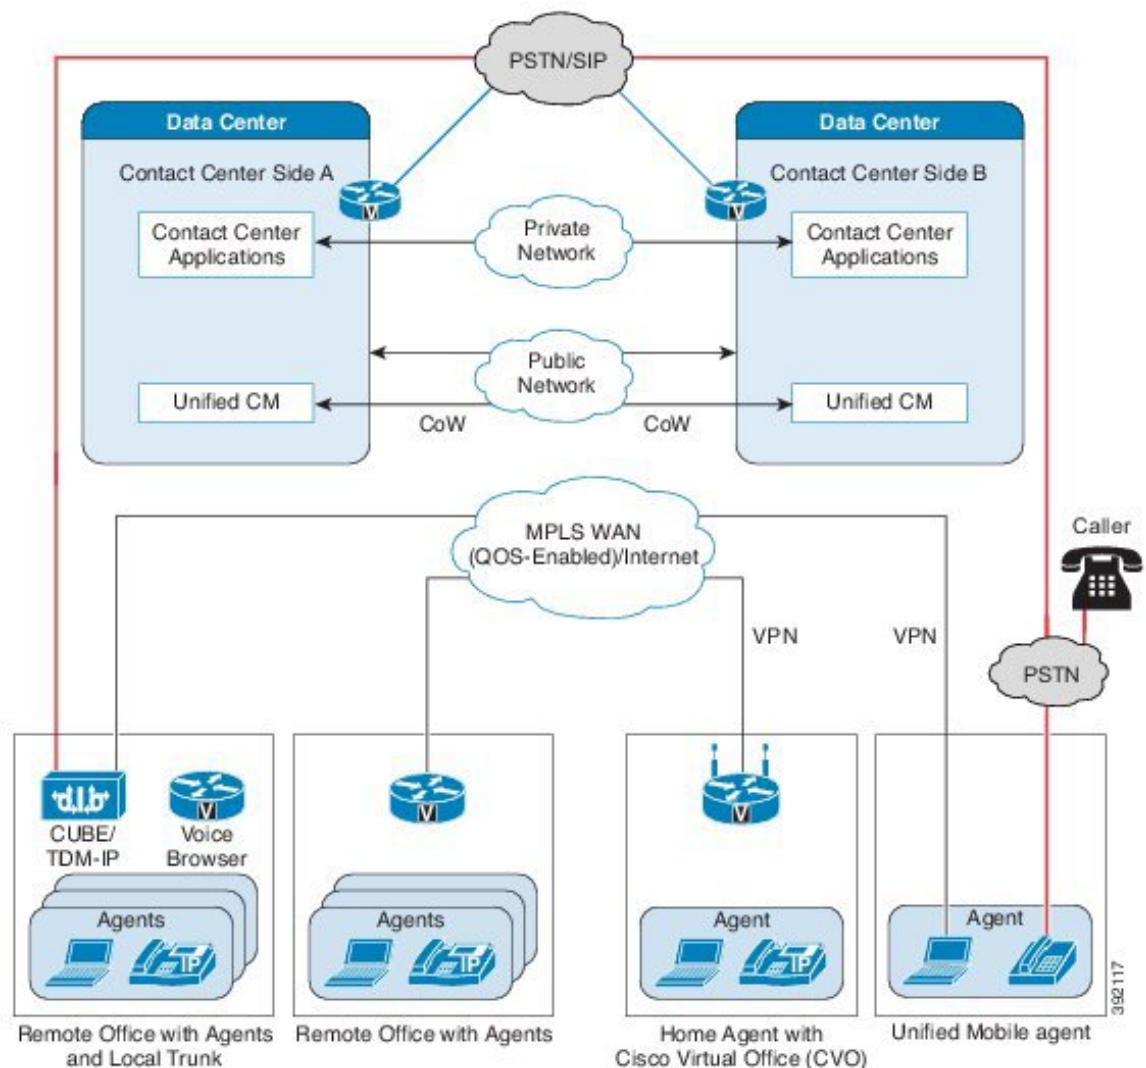 PSTN/SIP
Data Center
Data Center
Contact Center Side A
Contact Center Side B
V
V
Contact Center
Applications
Private
Network
Contact Center
Applications
Public
Network
Unified CM
CoW
CoW
Unified CM
MPLS WAN
(QOS-Enabled)/Internet
Caller
VPN
VPN
PSTN
d.l.b
V
V
V
CUBE/
TDM-IP
Voice
Browser
Agents
IP
Agents
IP
Agent
IP
Agent
392117
Remote Office with Agents
and Local Trunk
Remote Office with Agents
Home Agent with
Cisco Virtual Office (CVO)
Unified Mobile agent